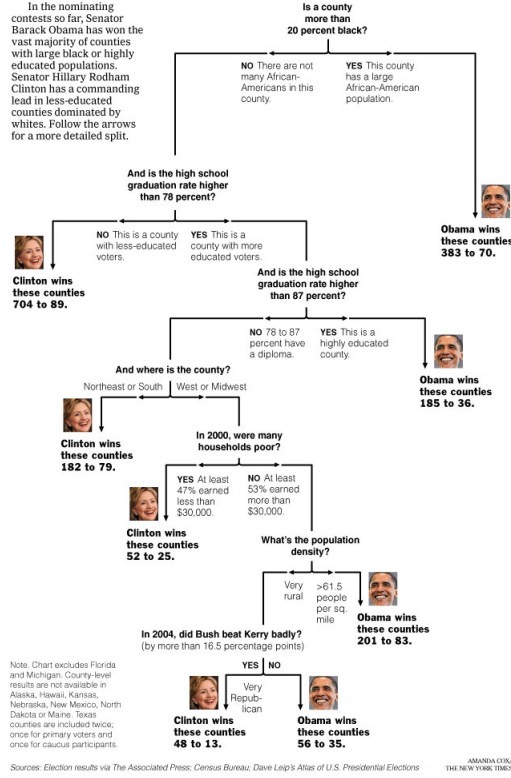 In the nominating
contests so far, Senator
Barack Obama has won the
vast majority of counties
with large black or highly
educated populations.
Senator Hillary Rodham
Clinton has a commanding
lead in less-educated
counties dominated by
whites. Follow the arrows
for a more detailed split.
Is a county
more than
20 percent black?
NO There are not
many African-
Americans in this
county.
YES This county
has a large
African-American
population.
Obama wins
these counties
383 to 70.
And is the high school
graduation rate higher
than 78 percent?
NO This is a county
with less-educated
voters.
YES This is a
county with more
educated voters.
Clinton wins
these counties
704 to 89.
And is the high school
graduation rate higher
than 87 percent?
NO 78 to 87
percent have
a diploma.
YES This is a
highly educated
county.
Obama wins
these counties
185 to 36.
And where is the county?
Northeast or South
West or Midwest
Clinton wins
these counties
182 to 79.
In 2000, were many
households poor?
YES At least
47% earned
less than
$30,000.
NO At least
53% earned
more than
$30,000.
Clinton wins
these counties
52 to 25.
What's the population
density?
Very
rural
>61.5
people
per sq.
mile
Obama wins
these counties
201 to 83.
In 2004, did Bush beat Kerry badly?
(by more than 16.5 percentage points)
YES
NO
Very
Repub-
lican
Clinton wins
these counties
48 to 13.
Obama wins
these counties
56 to 35.
Note. Chart excludes Florida
and Michigan. County-level
results are not available in
Alaska, Hawaii, Kansas,
Nebraska, New Mexico, North
Dakota or Maine. Texas
counties are included twice;
once for primary voters and
once for caucus participants.
Sources: Election results via The Associated Press; Census Bureau; Dave Leip's Atlas of U.S. Presidential Elections
AMANDA COX/
THE NEW YORK TIMES